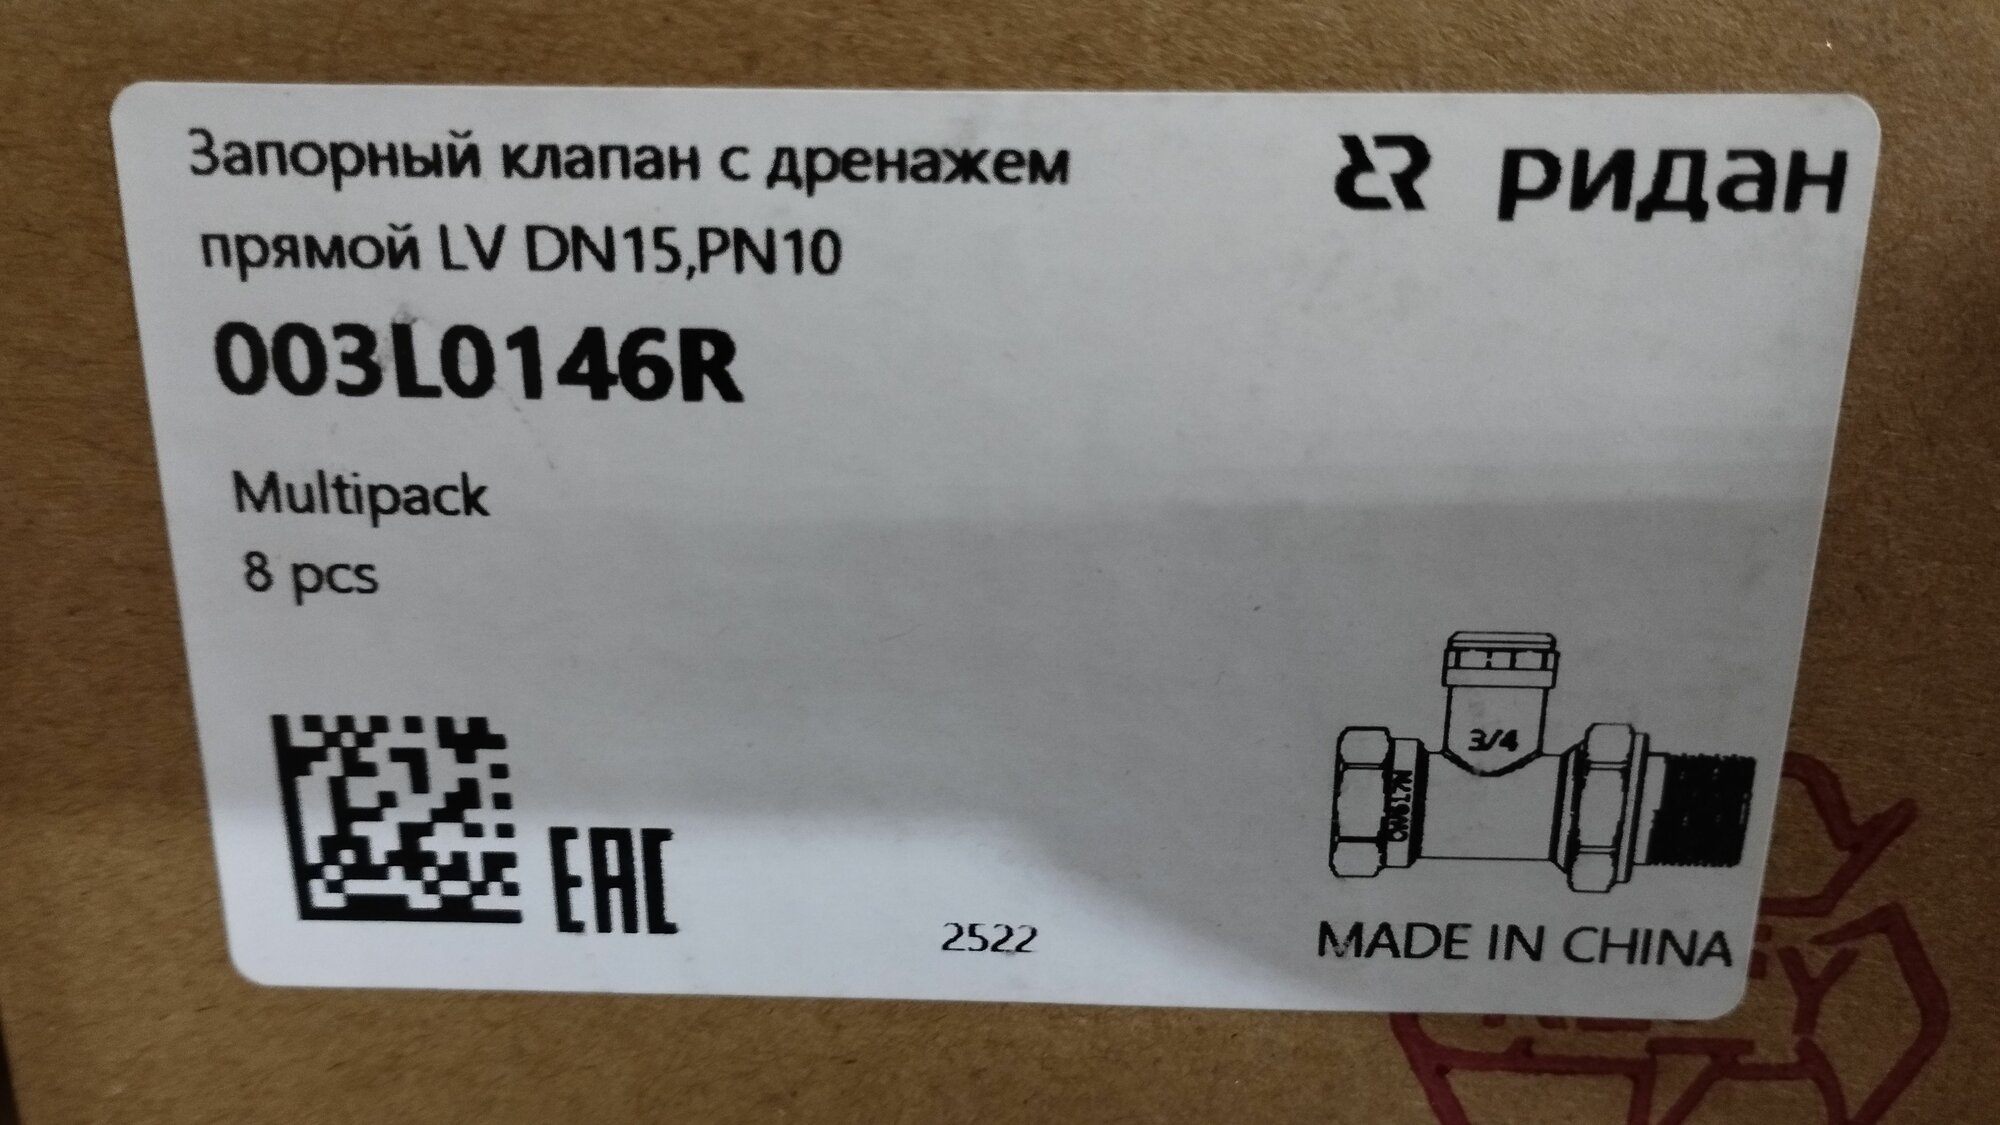 Запорный клапан с дренажем
прямой LV DN15,PN10
003L0146R
ридан
Multipack
8 pcs
3/4
CW617N
EAC
2522
MADE IN CHINA